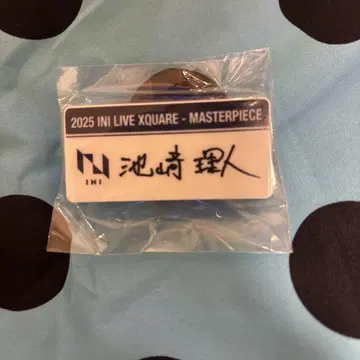 2025 INI LIVE XQUARE - MASTERPIECE
INI
池﨑理人